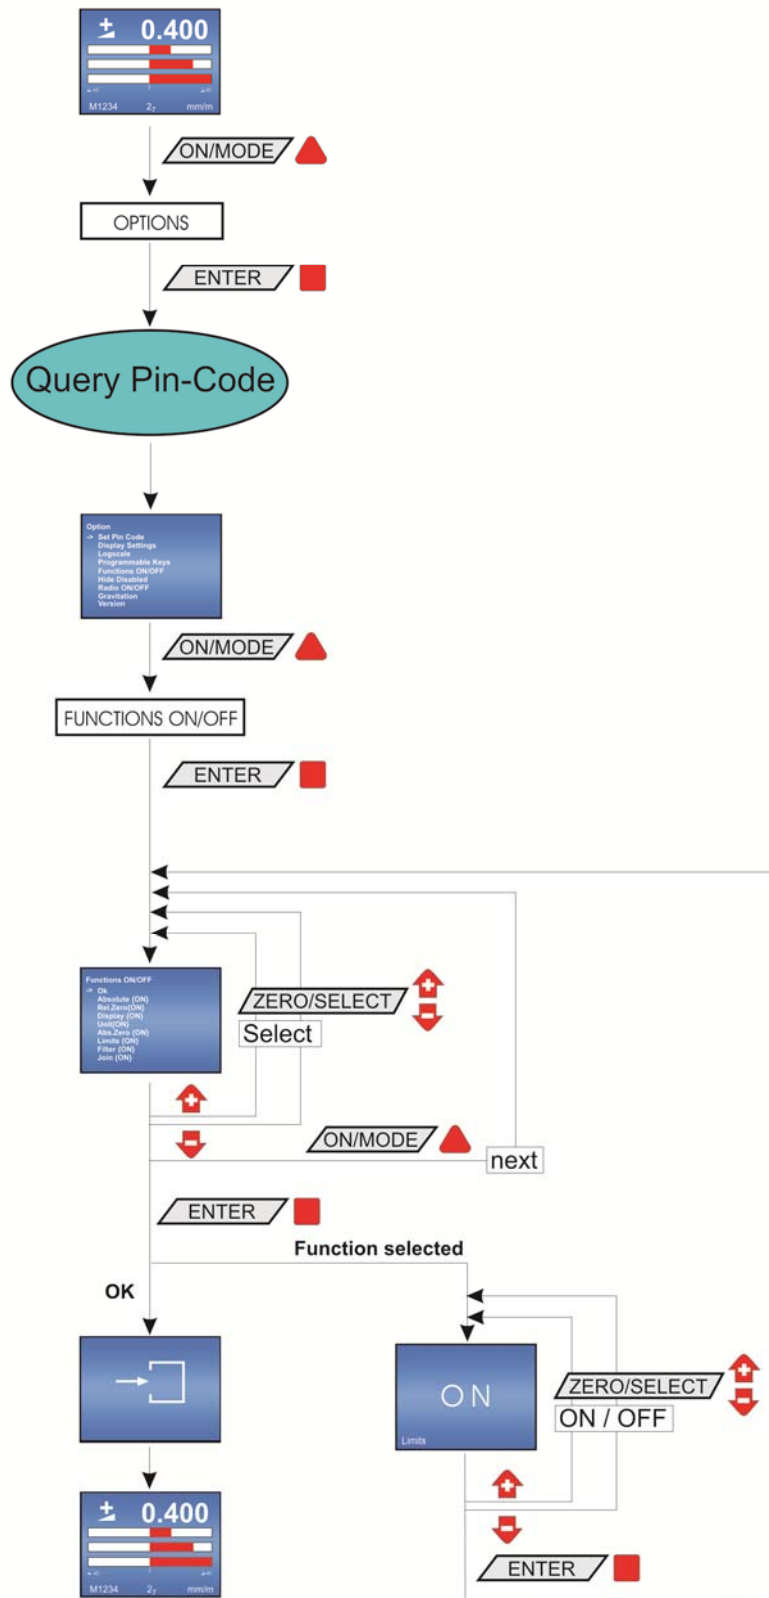 ± 0.400
M1234 2₇ mm/m
ON/MODE
OPTIONS
ENTER
Query Pin-Code
Option
-> Set Pin Code
Display Settings
Logscale
Programmable Keys
Functions ON/OFF
Hide Disabled
Radio ON/OFF
Gravitation
Version
ON/MODE
FUNCTIONS ON/OFF
ENTER
Functions ON/OFF
-> Ok
Absolute (ON)
Rel.Zero(ON)
Display (ON)
Unit(ON)
Abs.Zero (ON)
Limits (ON)
Filter (ON)
Join (ON)
ZERO/SELECT
Select
ON/MODE
next
ENTER
Function selected
OK
ON
Limits
ZERO/SELECT
ON / OFF
± 0.400
M1234 2₇ mm/m
ENTER